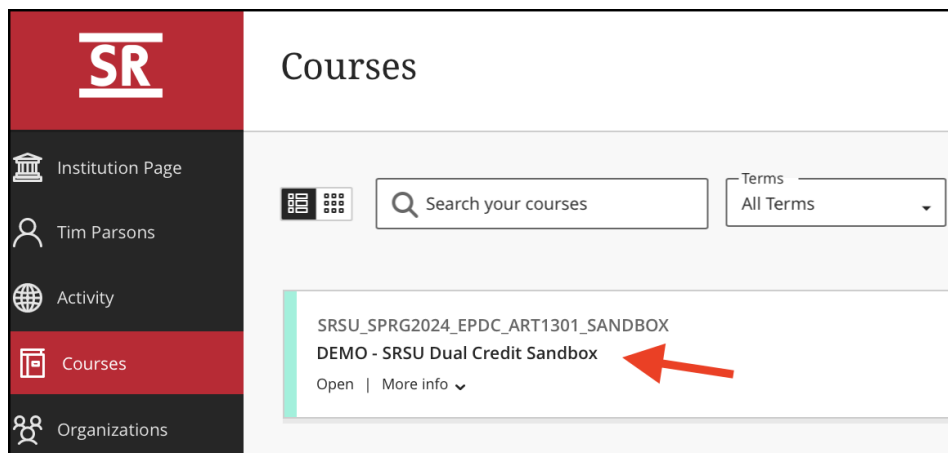 SR
Courses
Institution Page
Tim Parsons
Activity
Courses
Organizations
Search your courses
Terms
All Terms
SRSU_SPRG2024_EPDC_ART1301_SANDBOX
DEMO - SRSU Dual Credit Sandbox
Open | More info